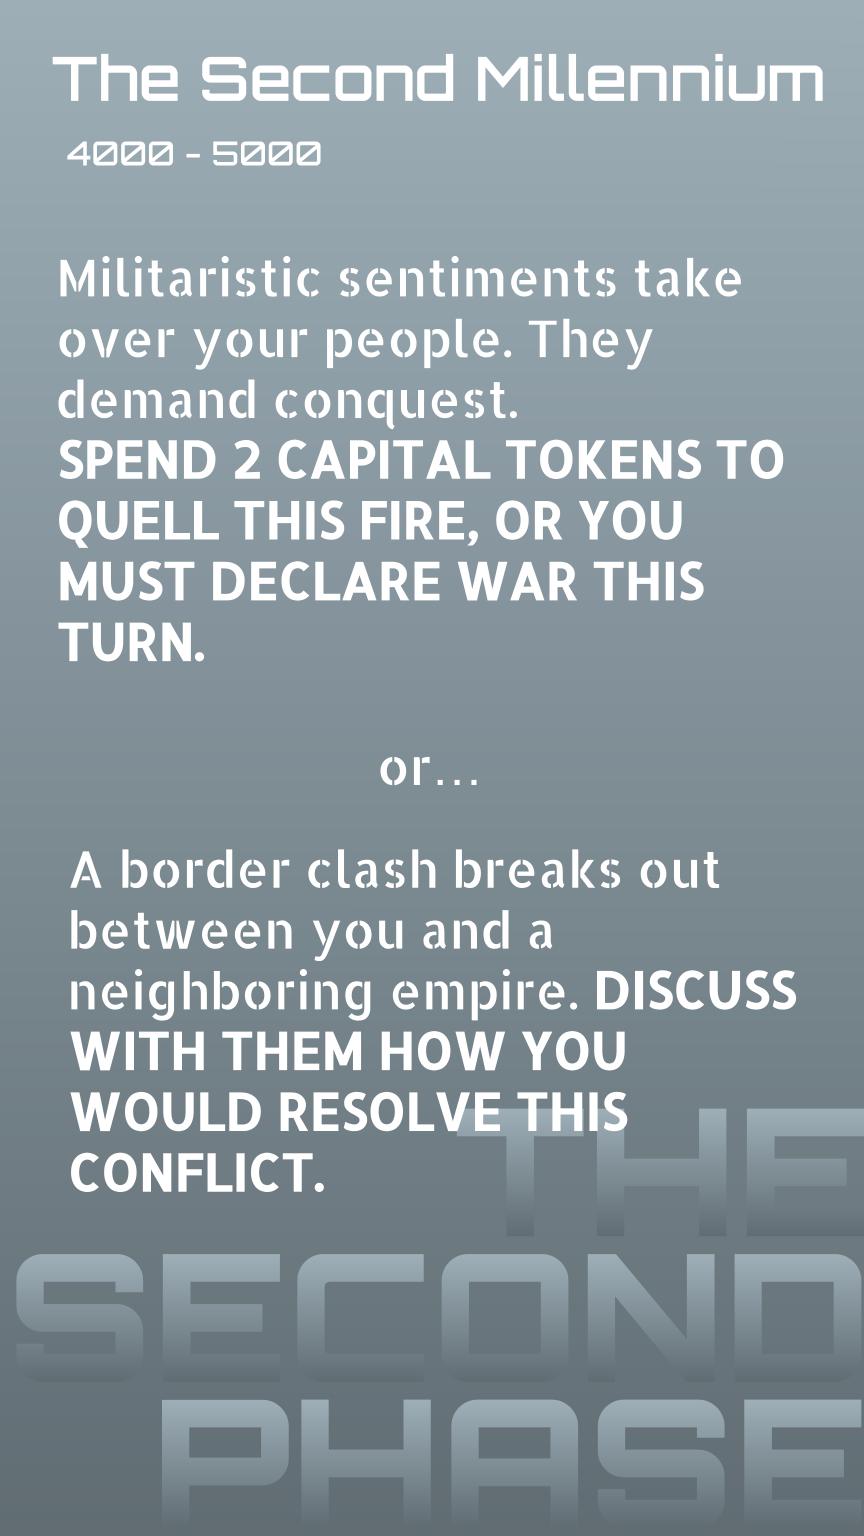 The Second Millennium
4000 - 5000
Militaristic sentiments take
over your people. They
demand conquest.
SPEND 2 CAPITAL TOKENS TO
QUELL THIS FIRE, OR YOU
MUST DECLARE WAR THIS
TURN.
or...
A border clash breaks out
between you and a
neighboring empire. DISCUSS
WITH THEM HOW YOU
WOULD RESOLVE THIS
CONFLICT.
THE
SECOND
PHASE